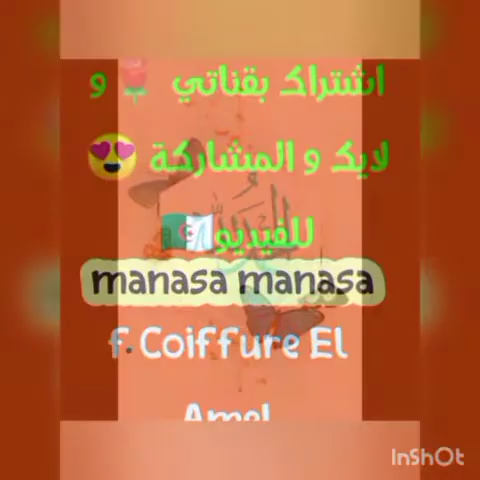 اشتراك بقناتي 🌹 و
لايك و المشاركة 😍
للفيديو 🇩🇿
manasa manasa
f. Coiffure El
Amel
InShOt